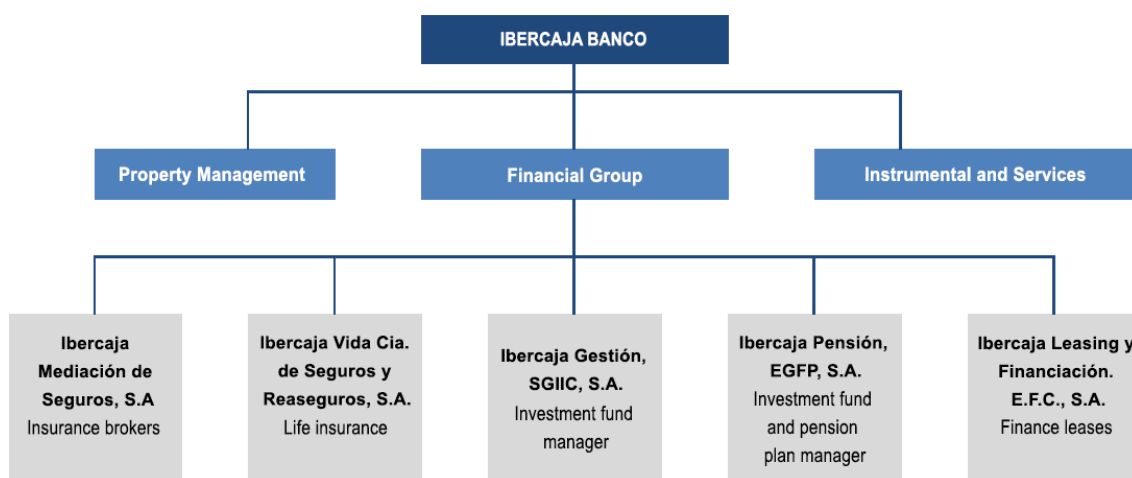 IBERCAJA BANCO
Property Management
Financial Group
Instrumental and Services
Ibercaja
Mediación de
Seguros, S.A
Insurance brokers
Ibercaja Vida Cia.
de Seguros y
Reaseguros, S.A.
Life insurance
Ibercaja Gestión,
SGIIC, S.A.
Investment fund
manager
Ibercaja Pensión,
EGFP, S.A.
Investment fund
and pension
plan manager
Ibercaja Leasing y
Financiación.
E.F.C., S.A.
Finance leases